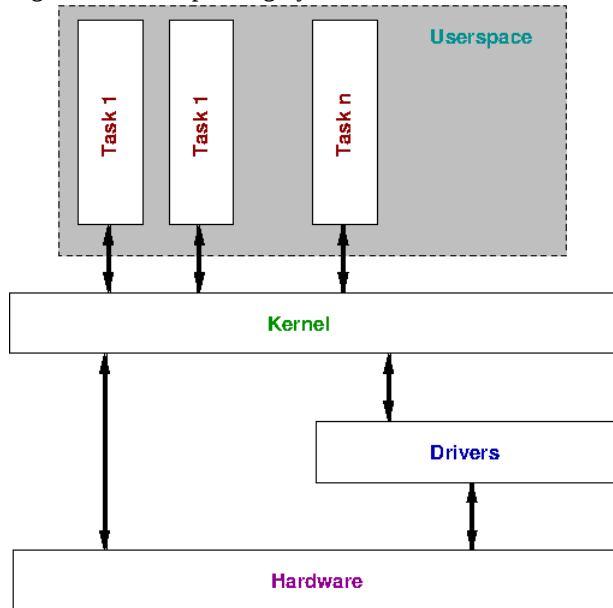 Userspace
Task 1
Task 1
Task n
Kernel
Drivers
Hardware